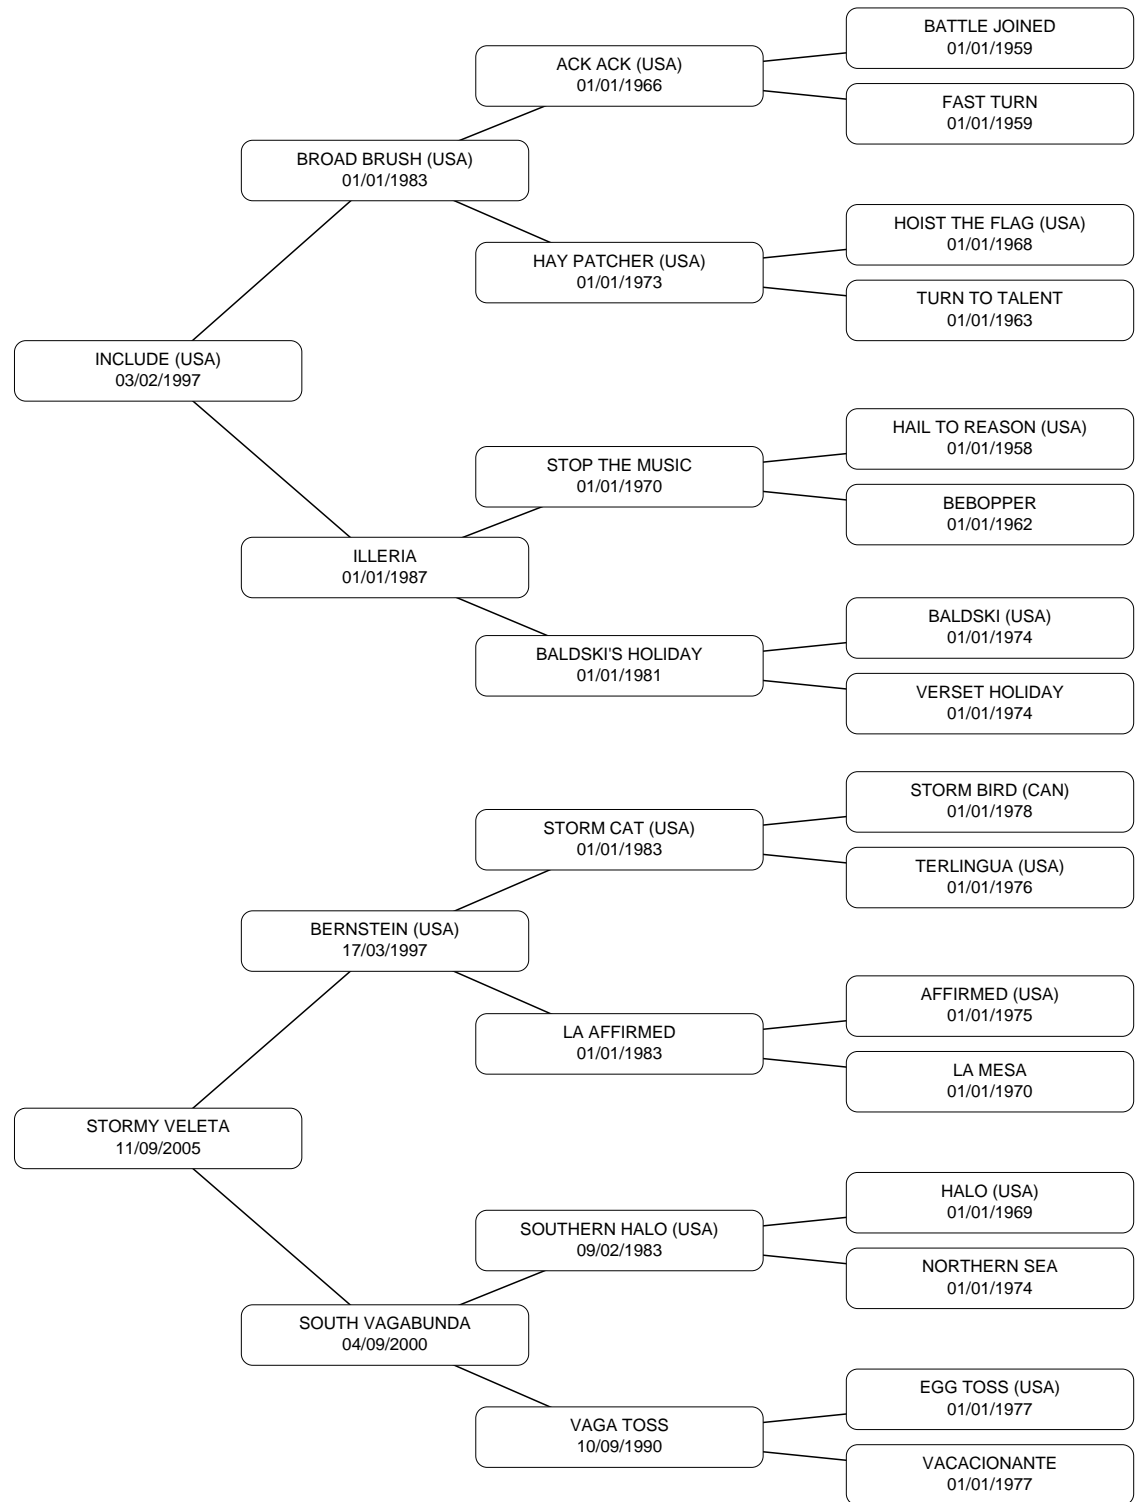 BATTLE JOINED
01/01/1959
ACK ACK (USA)
01/01/1966
FAST TURN
01/01/1959
BROAD BRUSH (USA)
01/01/1983
HOIST THE FLAG (USA)
01/01/1968
HAY PATCHER (USA)
01/01/1973
TURN TO TALENT
01/01/1963
INCLUDE (USA)
03/02/1997
HAIL TO REASON (USA)
01/01/1958
STOP THE MUSIC
01/01/1970
BEBOPPER
01/01/1962
ILLERIA
01/01/1987
BALDSKI (USA)
01/01/1974
BALDSKI'S HOLIDAY
01/01/1981
VERSET HOLIDAY
01/01/1974
STORM BIRD (CAN)
01/01/1978
STORM CAT (USA)
01/01/1983
TERLINGUA (USA)
01/01/1976
BERNSTEIN (USA)
17/03/1997
AFFIRMED (USA)
01/01/1975
LA AFFIRMED
01/01/1983
LA MESA
01/01/1970
STORMY VELETA
11/09/2005
HALO (USA)
01/01/1969
SOUTHERN HALO (USA)
09/02/1983
NORTHERN SEA
01/01/1974
SOUTH VAGABUNDA
04/09/2000
EGG TOSS (USA)
01/01/1977
VAGA TOSS
10/09/1990
VACACIONANTE
01/01/1977